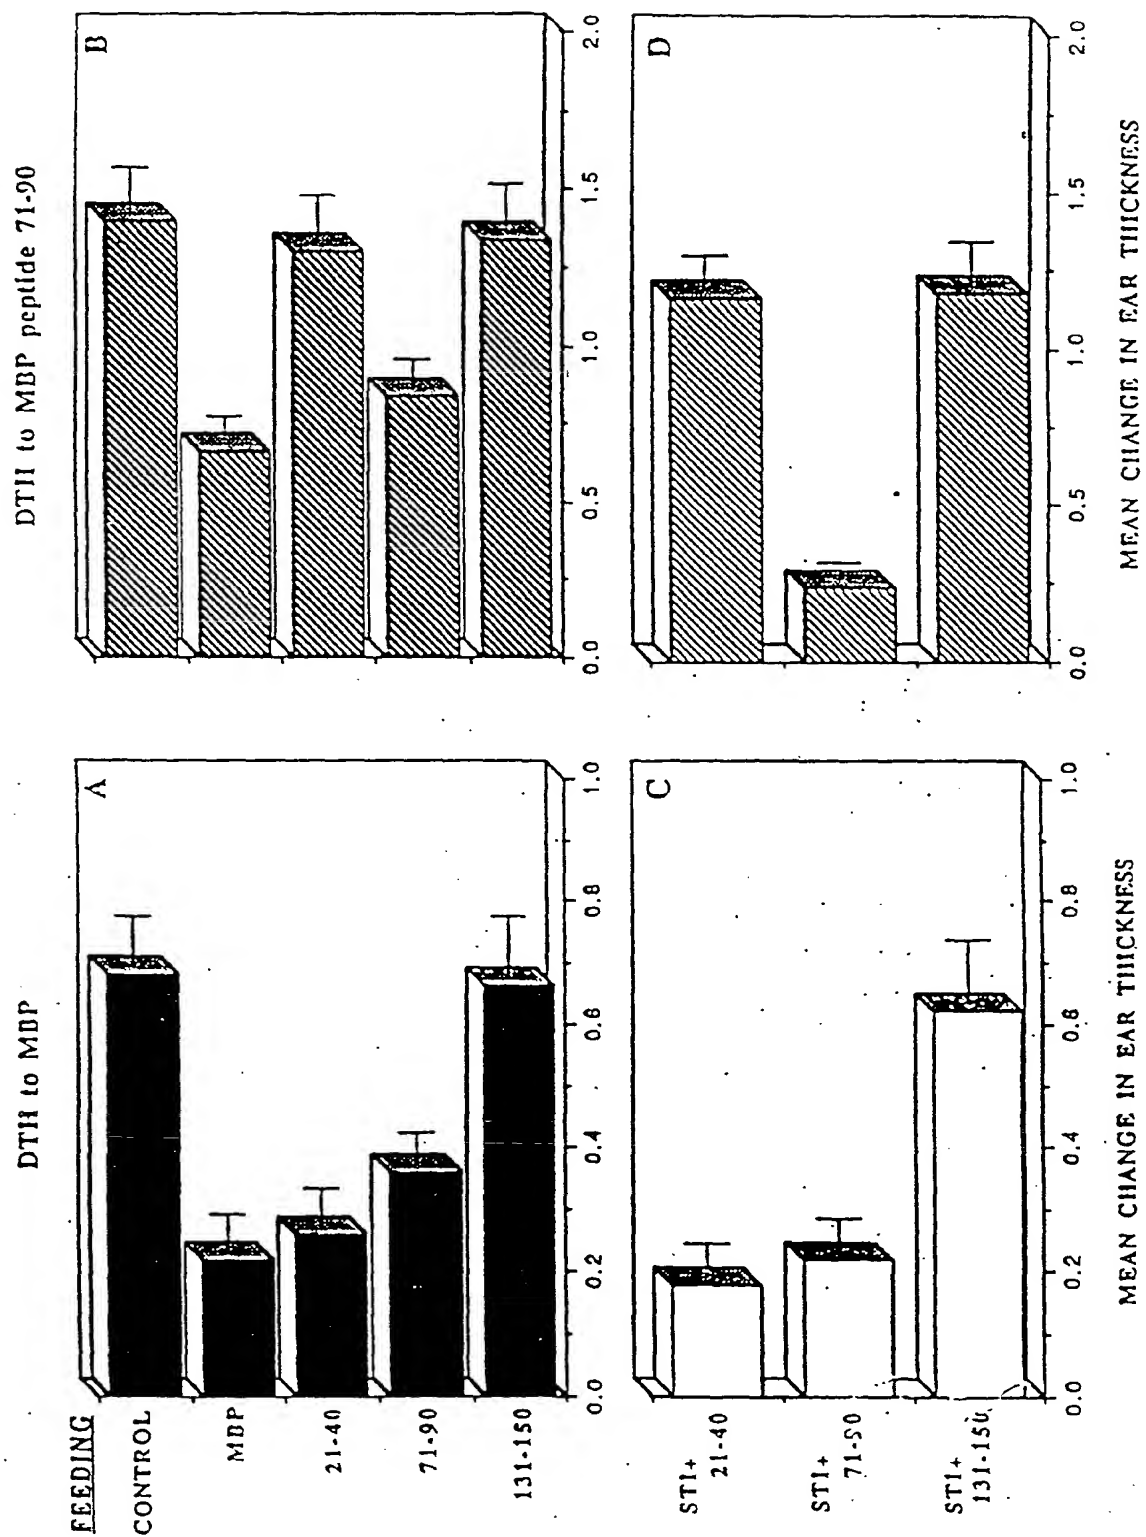 DTH to MBP
DTH to MBP peptide 71-90
FEEDING
A
CONTROL
MBP
21-40
71-90
131-150
0.0 0.2 0.4 0.6 0.8 1.0
B
0.0 0.5 1.0 1.5 2.0
C
STI+
21-40
STI+
71-90
STI+
131-150
0.0 0.2 0.4 0.6 0.8 1.0
MEAN CHANGE IN EAR THICKNESS
D
0.0 0.5 1.0 1.5 2.0
MEAN CHANGE IN EAR THICKNESS